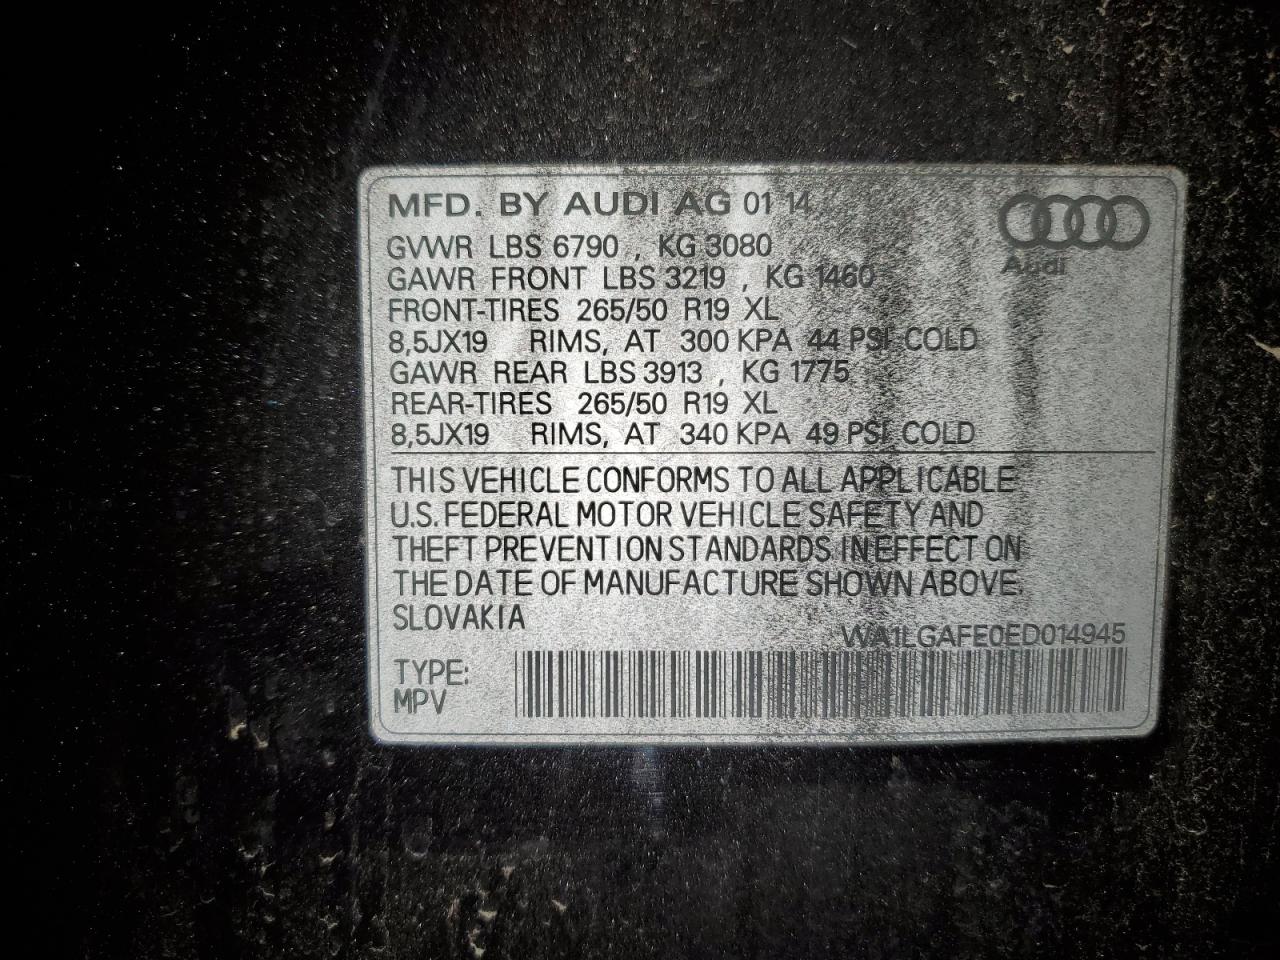 MFD. BY AUDI AG 01 14
Audi
GVWR LBS 6790 , KG 3080
GAWR FRONT LBS 3219 , KG 1460
FRONT-TIRES 265/50 R19 XL
8,5JX19 RIMS, AT 300 KPA 44 PSI COLD
GAWR REAR LBS 3913 , KG 1775
REAR-TIRES 265/50 R19 XL
8,5JX19 RIMS, AT 340 KPA 49 PSI COLD
THIS VEHICLE CONFORMS TO ALL APPLICABLE
U.S. FEDERAL MOTOR VEHICLE SAFETY AND
THEFT PREVENTION STANDARDS IN EFFECT ON
THE DATE OF MANUFACTURE SHOWN ABOVE.
SLOVAKIA
WA1LGAFE0ED014945
TYPE:
MPV